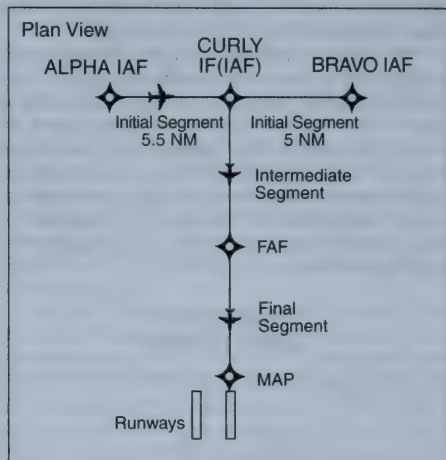 Plan View
CURLY
ALPHA IAF
IF(IAF)
BRAVO IAF
Initial Segment
5.5 NM
Initial Segment
5 NM
Intermediate
Segment
FAF
Final
Segment
MAP
Runways